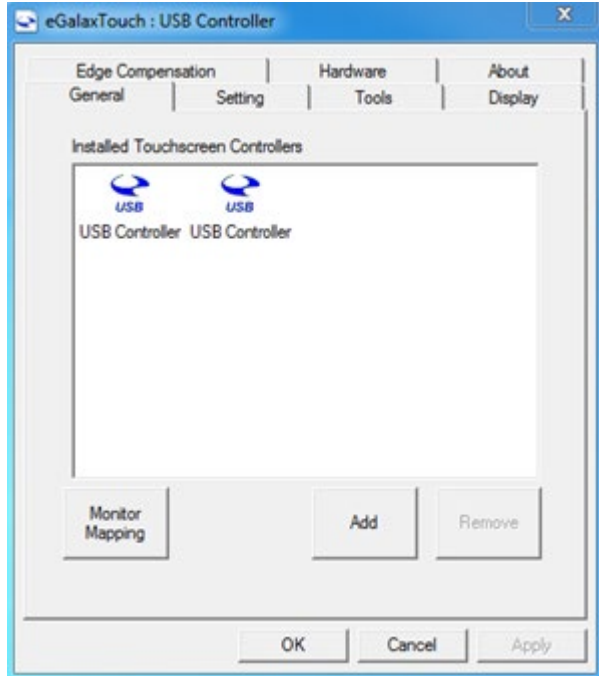 eGalaxTouch : USB Controller
x
Edge Compensation Hardware About
General Setting Tools Display
Installed Touchscreen Controllers
USB USB
USB Controller USB Controller
Monitor Mapping Add Remove
OK Cancel Apply